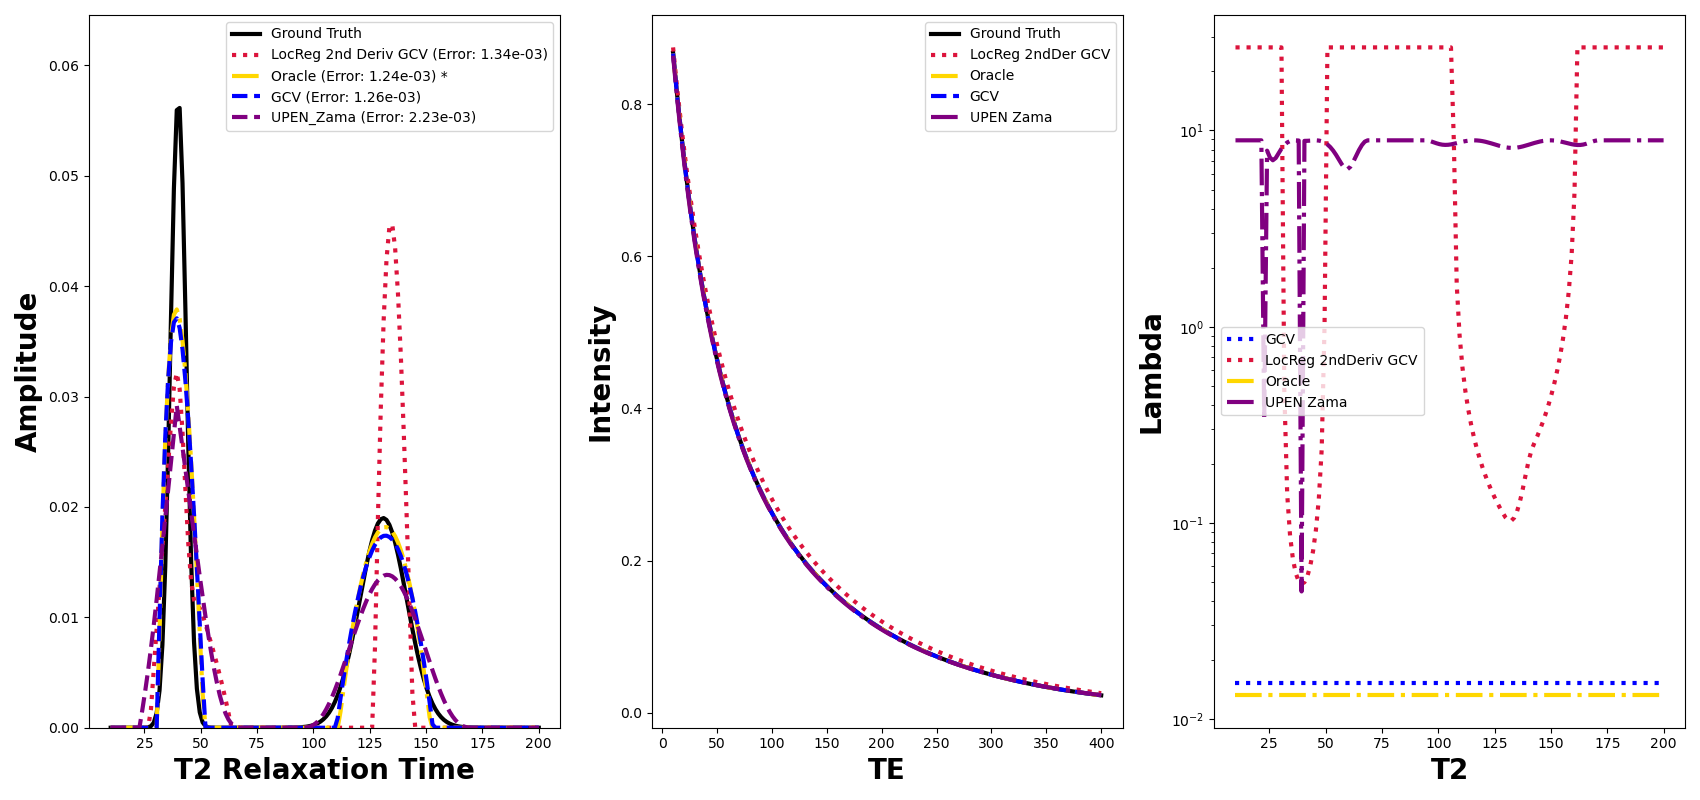 Ground Truth
LocReg 2nd Deriv GCV (Error: 1.34e-03)
Oracle (Error: 1.24e-03) *
GCV (Error: 1.26e-03)
UPEN_Zama (Error: 2.23e-03)
0.06
0.05
0.04
0.03
0.02
0.01
0.00
25 50 75 100 125 150 175 200
Amplitude
T2 Relaxation Time
Ground Truth
LocReg 2ndDer GCV
Oracle
GCV
UPEN Zama
0.8
0.6
0.4
0.2
0.0
0 50 100 150 200 250 300 350 400
Intensity
TE
10¹
10⁰
10⁻¹
10⁻²
GCV
LocReg 2ndDeriv GCV
Oracle
UPEN Zama
25 50 75 100 125 150 175 200
Lambda
T2